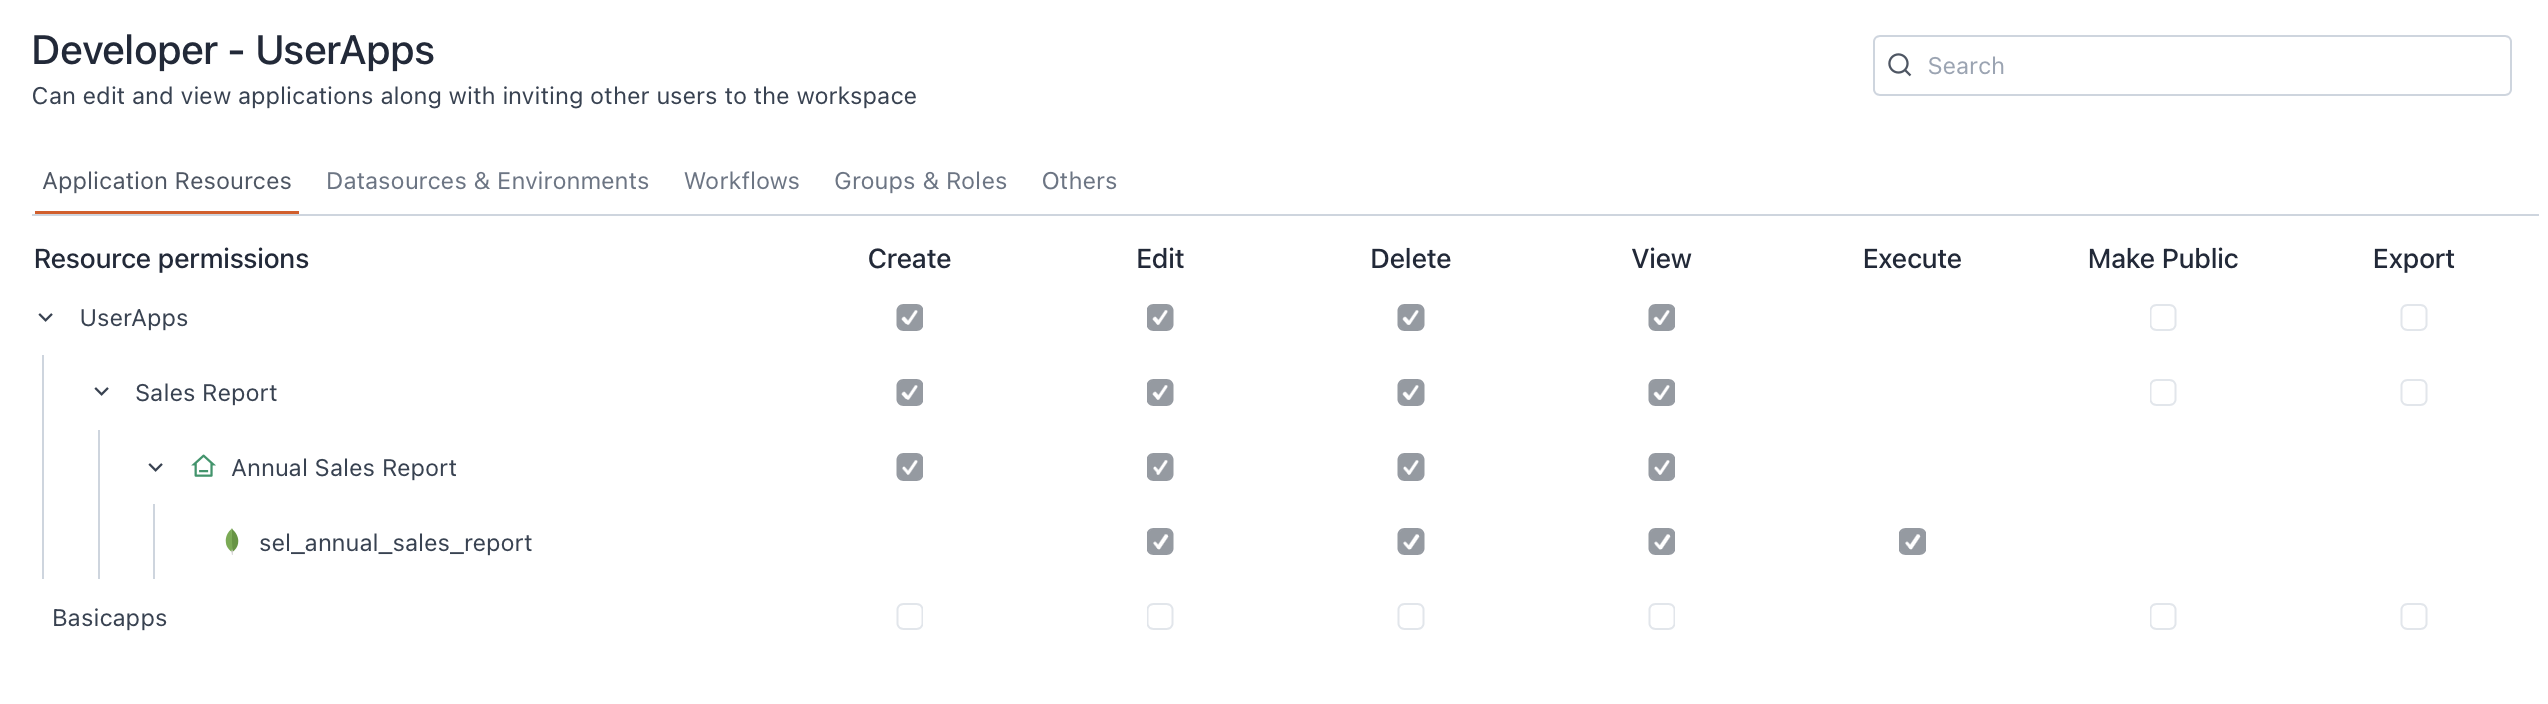 Developer - UserApps
Search
Can edit and view applications along with inviting other users to the workspace
Application Resources Datasources & Environments Workflows Groups & Roles Others
Resource permissions Create Edit Delete View Execute Make Public Export
UserApps
Sales Report
Annual Sales Report
sel_annual_sales_report
Basicapps